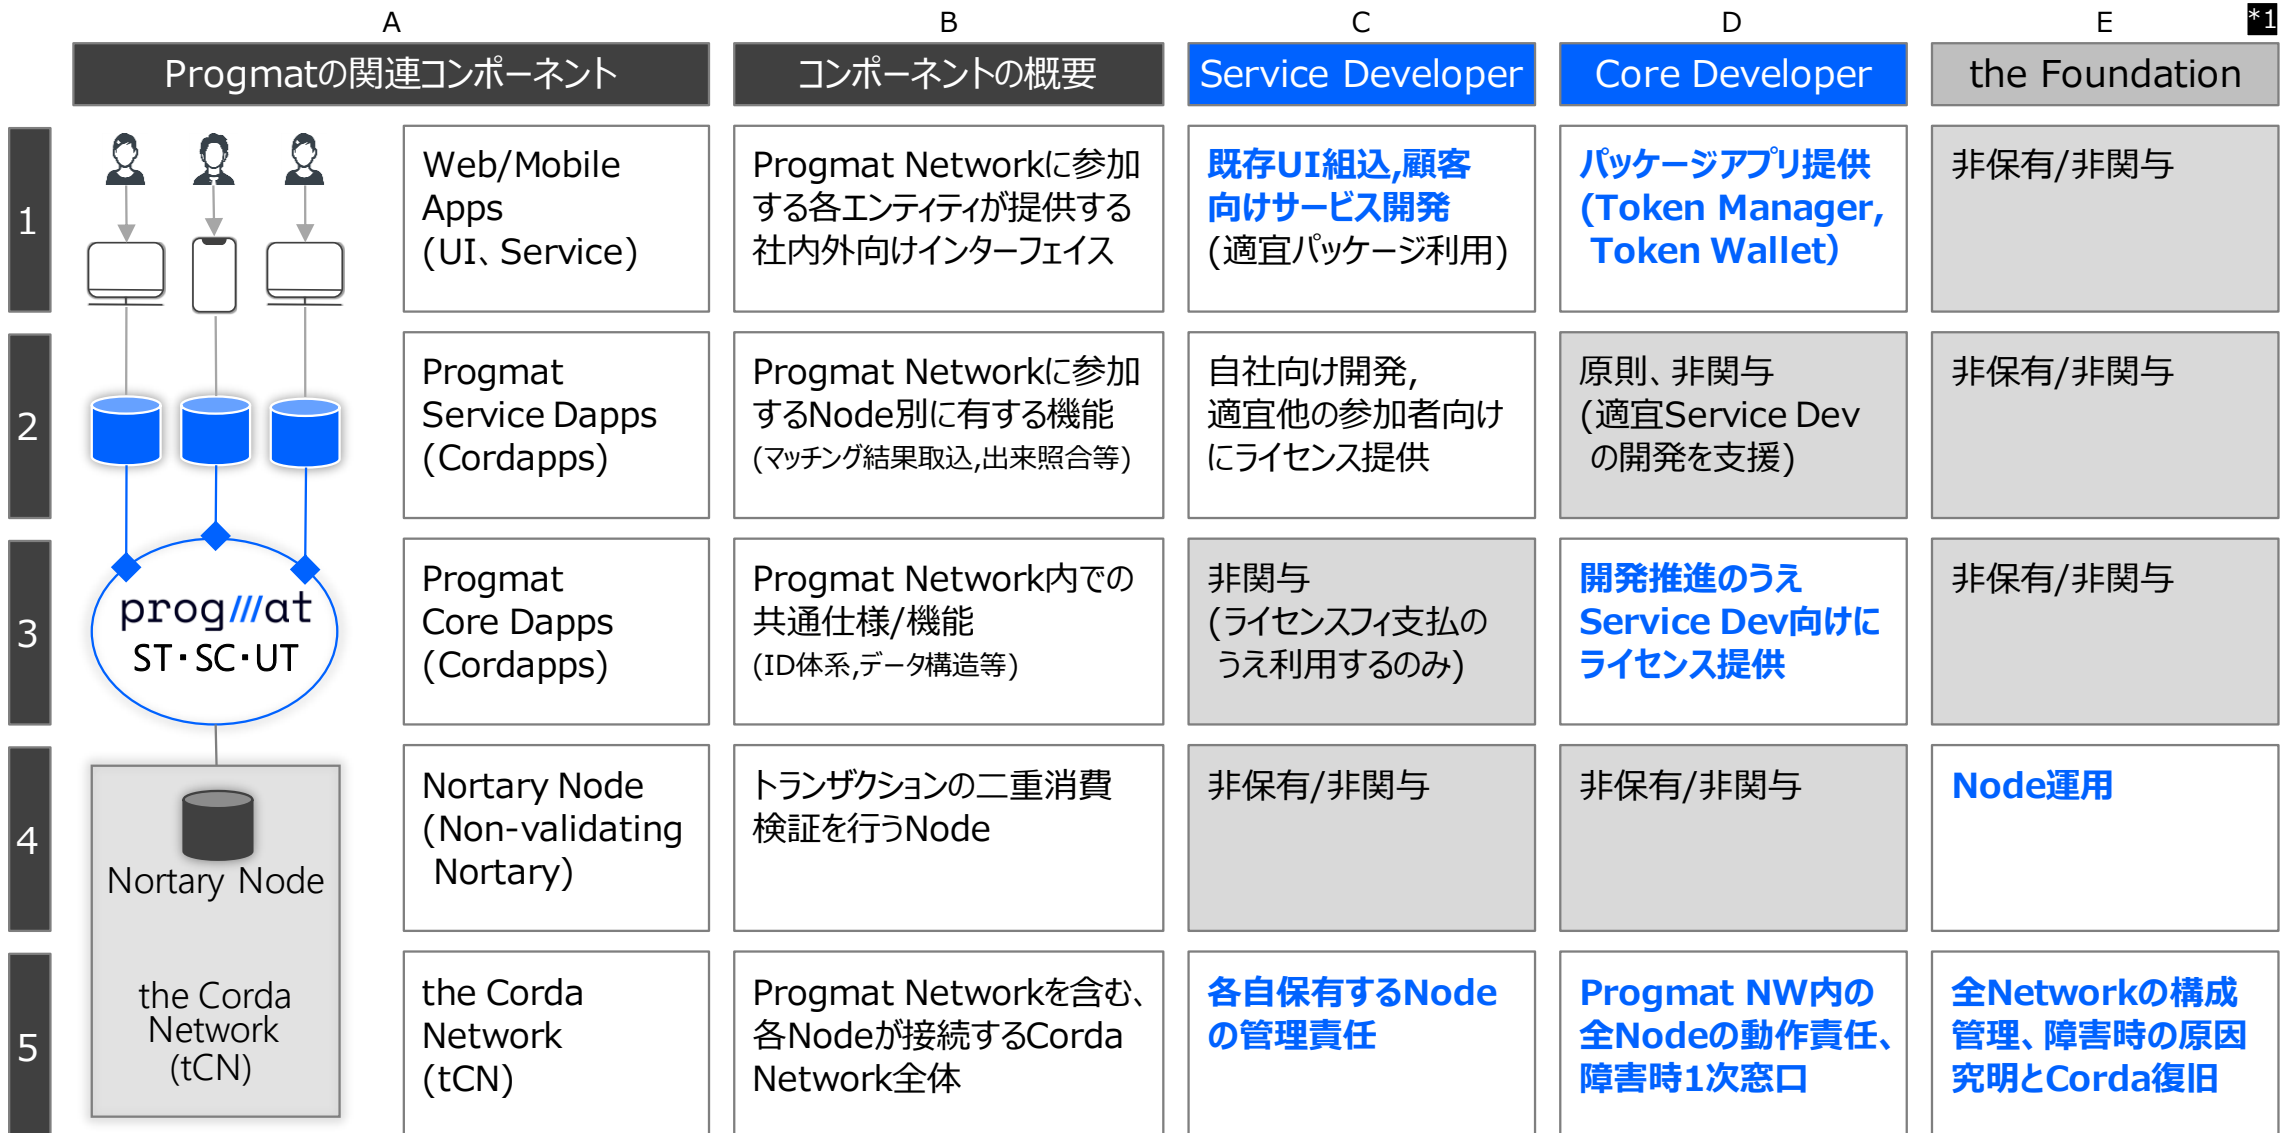 A
B
C
D
E
*1
Progmatの関連コンポーネント
コンポーネントの概要
Service Developer
Core Developer
the Foundation
1
Web/Mobile
Apps
(UI、Service)
Progmat Networkに参加
する各エンティティが提供する
社内外向けインターフェイス
既存UI組込,顧客
向けサービス開発
(適宜パッケージ利用)
パッケージアプリ提供
(Token Manager,
Token Wallet)
非保有/非関与
2
Progmat
Service Dapps
(Cordapps)
Progmat Networkに参加
するNode別に有する機能
(マッチング結果取込,出来照合等)
自社向け開発,
適宜他の参加者向け
にライセンス提供
原則、非関与
(適宜Service Dev
の開発を支援)
非保有/非関与
3
prog///at
ST・SC・UT
Progmat
Core Dapps
(Cordapps)
Progmat Network内での
共通仕様/機能
(ID体系,データ構造等)
非関与
(ライセンスフィ支払の
うえ利用するのみ)
開発推進のうえ
Service Dev向けに
ライセンス提供
非保有/非関与
4
Nortary Node
Nortary Node
(Non-validating
Nortary)
トランザクションの二重消費
検証を行うNode
非保有/非関与
非保有/非関与
Node運用
5
the Corda
Network
(tCN)
the Corda
Network
(tCN)
Progmat Networkを含む、
各Nodeが接続するCorda
Network全体
各自保有するNode
の管理責任
Progmat NW内の
全Nodeの動作責任、
障害時1次窓口
全Networkの構成
管理、障害時の原因
究明とCorda復旧